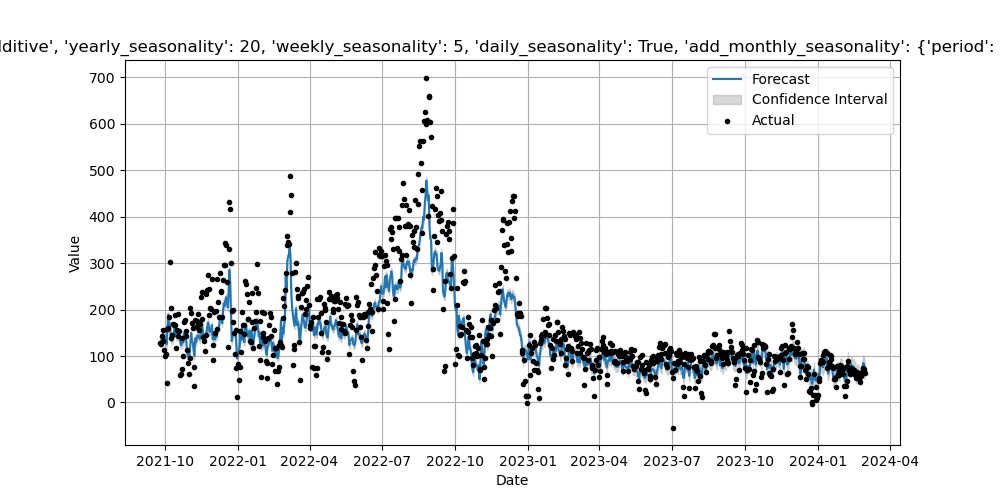 dditive', 'yearly_seasonality': 20, 'weekly_seasonality': 5, 'daily_seasonality': True, 'add_monthly_seasonality': {'period':
700
600
500
400
300
200
100
0
Value
Forecast
Confidence Interval
Actual
2021-10 2022-01 2022-04 2022-07 2022-10 2023-01 2023-04 2023-07 2023-10 2024-01 2024-04
Date